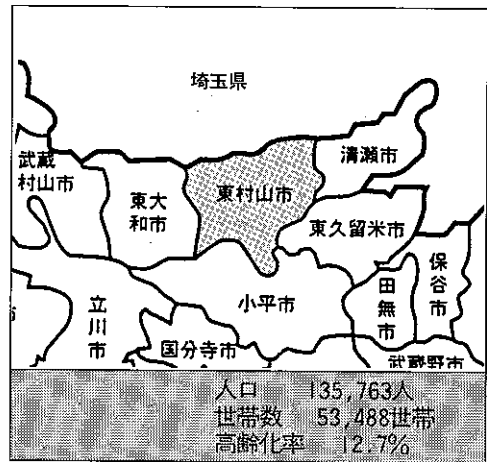 埼玉県
武蔵
村山市
東大
和市
東村山市
清瀬市
東久留米市
小平市
田無市
保谷市
立川市
国分寺市
武蔵野市
市
人口 135,763人
世帯数 53,488世帯
高齢化率 12.7%